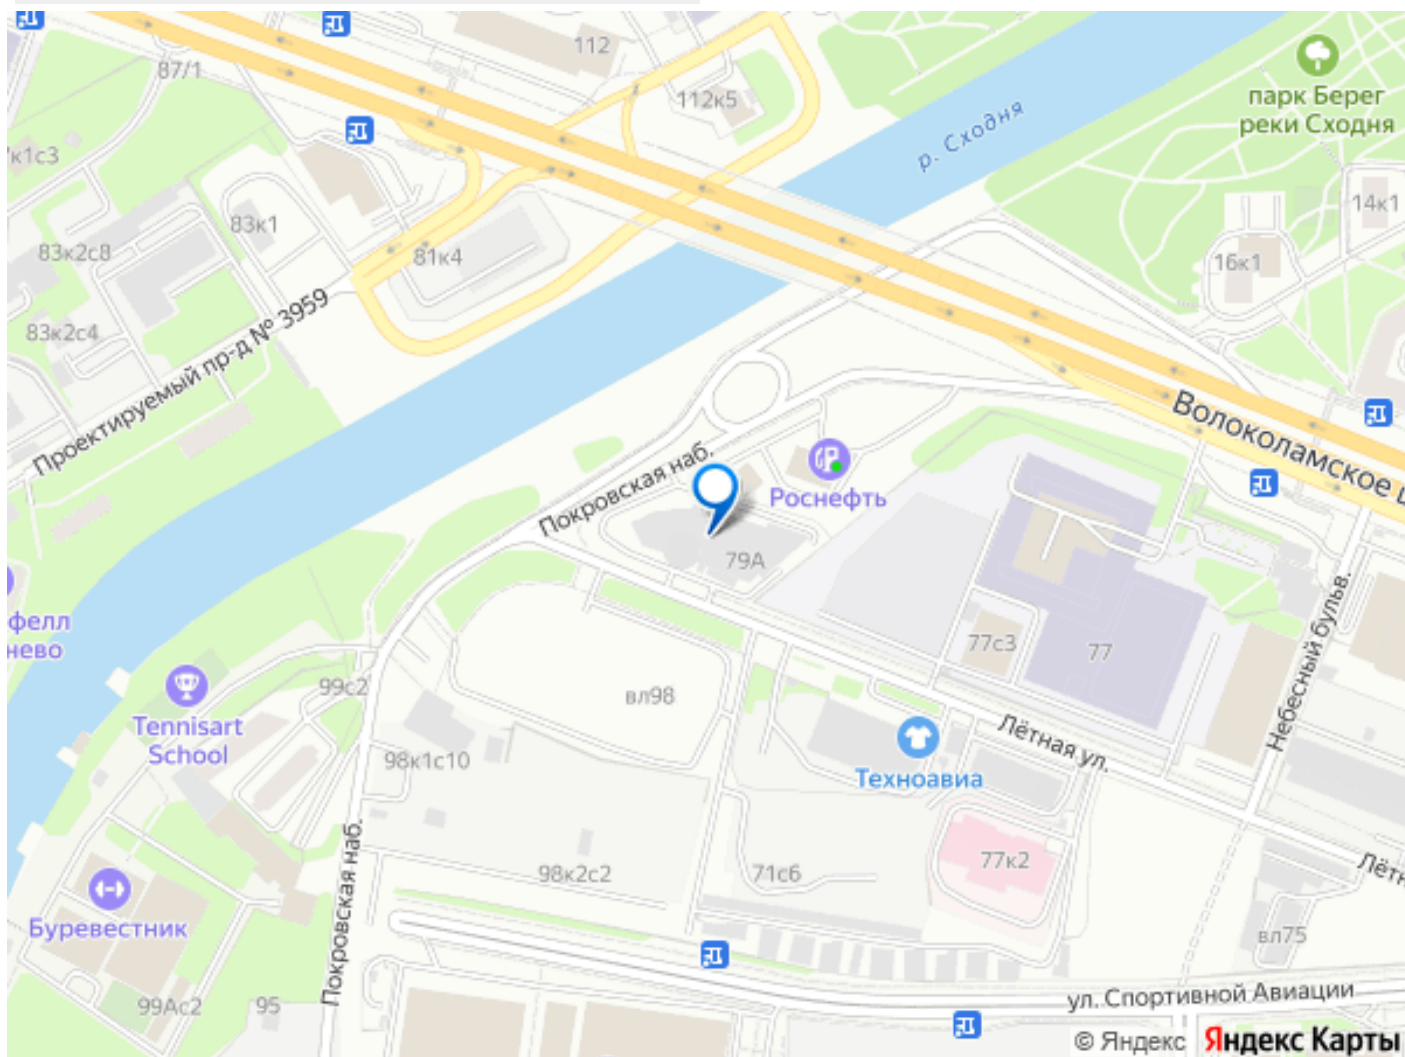 112
87/1
112к5
парк Берег
реки Сходня
р. Сходня
к1с3
14к1
83к1
83к2с8
81к4
16к1
83к2с4
Проектируемый пр-д № 3959
Волоколамское ш
Покровская наб.
Роснефть
79А
фелл
нево
77с3
77
Небесный бульв.
99с2
вл98
Tennisart
School
Лётная ул.
98к1с10
Техноавиа
Покровская наб.
98к2с2
71с6
77к2
Лётн
Буревестник
вл75
99Ас2
95
ул. Спортивной Авиации
© Яндекс Яндекс Карты